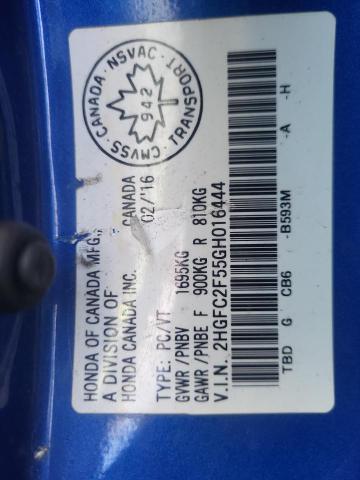 HONDA OF CANADA MFG.,
A DIVISION OF
HONDA CANADA INC. CANADA
02/'16
TYPE: PC/VT
GVWR/PNBV 1695KG
GAWR/PNBE F 900KG R 810KG
V.I.N. 2HGFC2F55GH016444
TBD G CB6 -B593M -A -H
CMVSS · CANADA · NSVAC · TRANSPORT
942